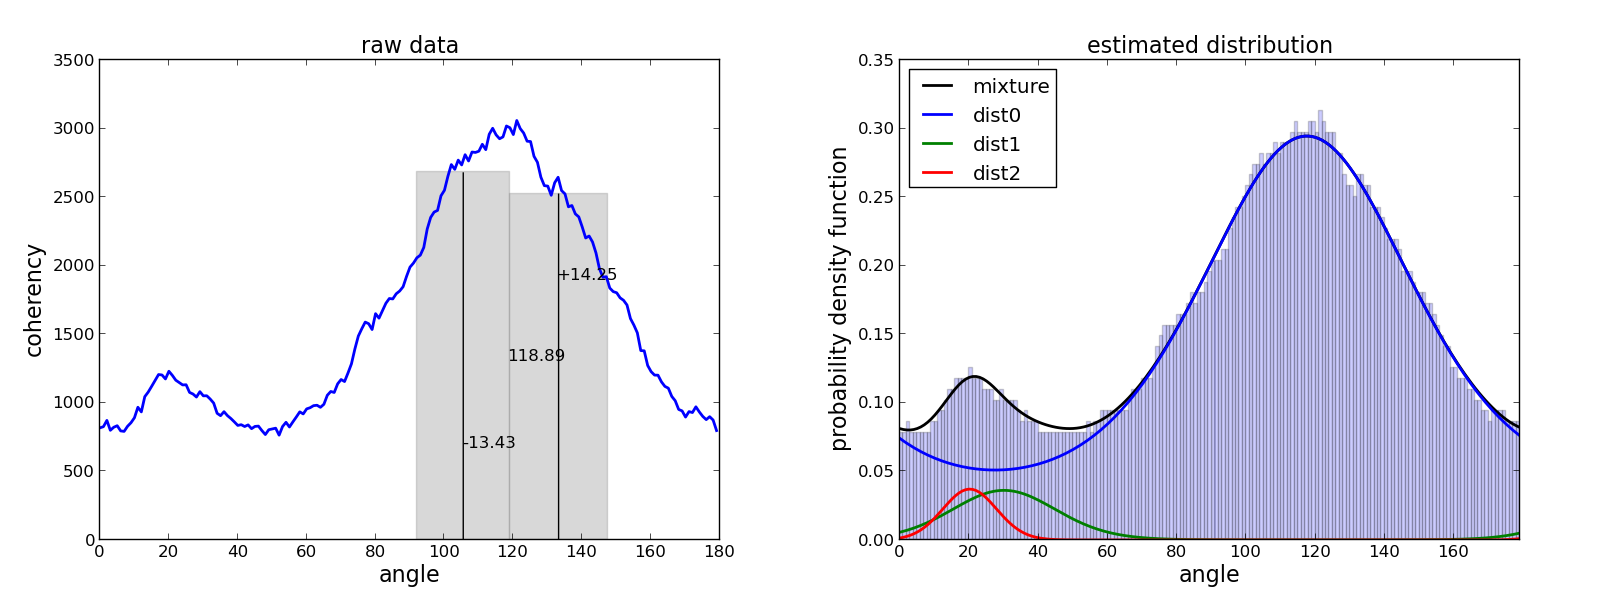 raw data
3500
3000
2500
2000
1500
1000
500
0
coherency
+14.25
118.89
-13.43
0 20 40 60 80 100 120 140 160 180
angle
estimated distribution
0.35
0.30
0.25
0.20
0.15
0.10
0.05
0.00
probability density function
mixture
dist0
dist1
dist2
0 20 40 60 80 100 120 140 160
angle